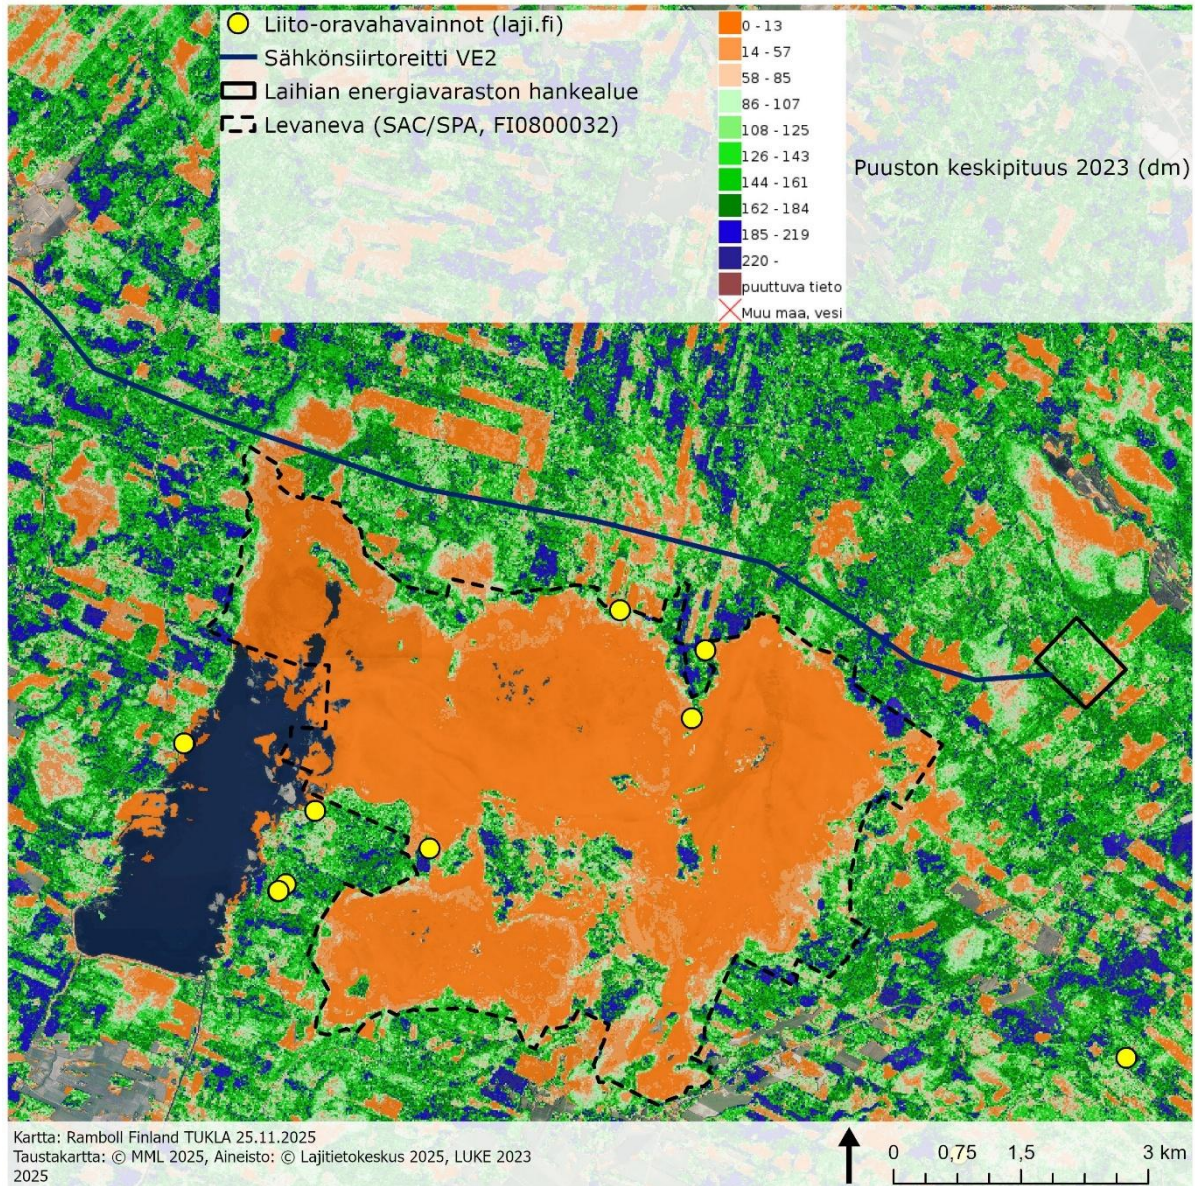 Liito-oravahavainnot (laji.fi)
Sähkönsiirtoreitti VE2
Laihian energiavaraston hankealue
Levaneva (SAC/SPA, FI0800032)
0 - 13
14 - 57
58 - 85
86 - 107
108 - 125
126 - 143
144 - 161
162 - 184
185 - 219
220 -
puuttuva tieto
Muu maa, vesi
Puuston keskipituus 2023 (dm)
Kartta: Ramboll Finland TUKLA 25.11.2025
Taustakartta: © MML 2025, Aineisto: © Lajitietokeskus 2025, LUKE 2023
2025
0 0,75 1,5 3 km